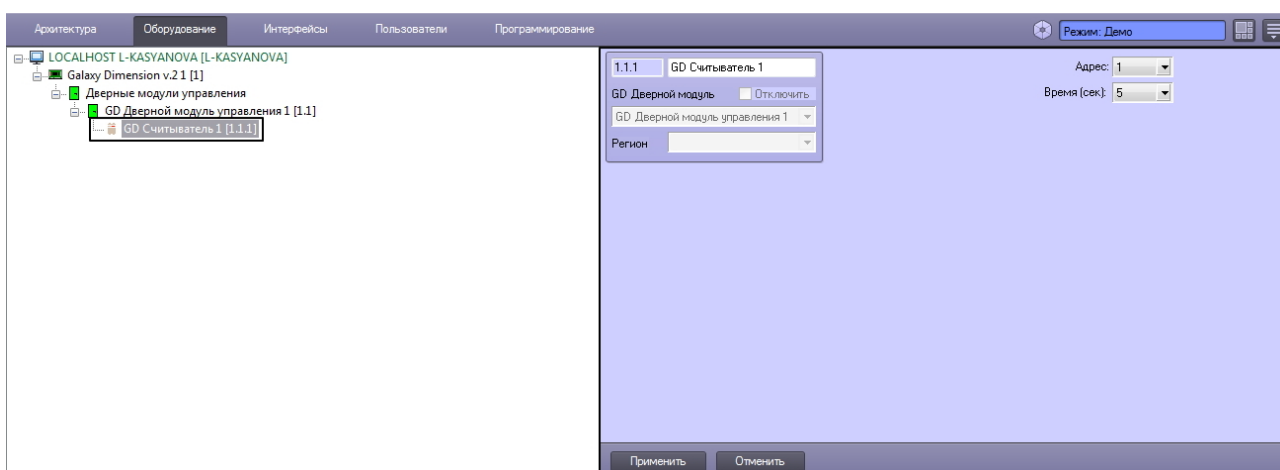 Архитектура Оборудование Интерфейсы Пользователи Программирование Режим: Демо
LOCALHOST L-KASYANOVA [L-KASYANOVA]
Galaxy Dimension v.2 1 [1]
Дверные модули управления
GD Дверной модуль управления 1 [1.1]
GD Считыватель 1 [1.1.1]
1.1.1 GD Считыватель 1
GD Дверной модуль Отключить
GD Дверной модуль управления 1
Регион
Адрес: 1
Время (сек): 5
Применить Отменить